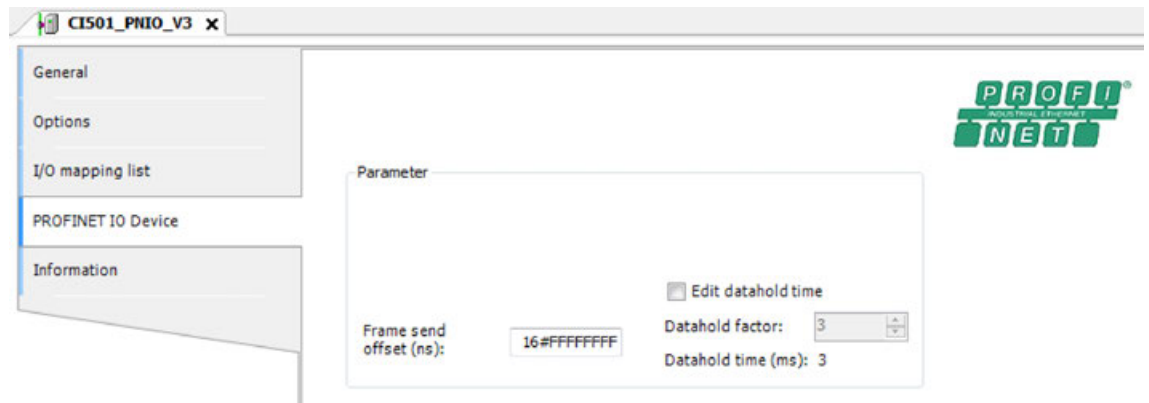 CI501_PNIO_V3 x
General
Options
I/O mapping list
PROFINET IO Device
Information
PROFI®
INDUSTRIAL ETHERNET
NET
Parameter
Edit datahold time
Frame send
offset (ns):
16#FFFFFFFF
Datahold factor:
3
Datahold time (ms): 3